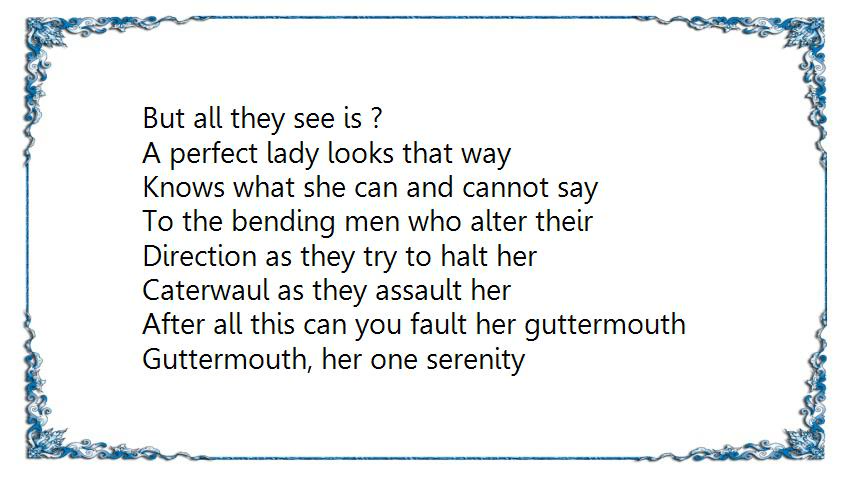 But all they see is ?
A perfect lady looks that way
Knows what she can and cannot say
To the bending men who alter their
Direction as they try to halt her
Caterwaul as they assault her
After all this can you fault her guttermouth
Guttermouth, her one serenity